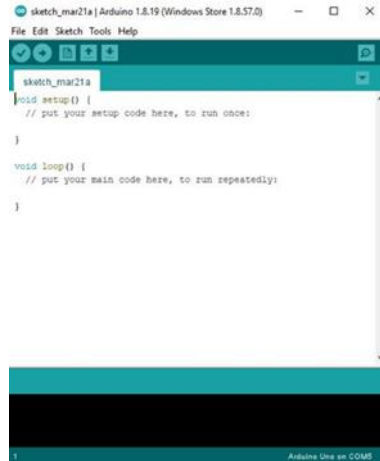 sketch_mar21a | Arduino 1.8.19 (Windows Store 1.8.57.0)
File Edit Sketch Tools Help
sketch_mar21a
void setup() {
// put your setup code here, to run once:
}
void loop() {
// put your main code here, to run repeatedly:
}
1
Arduino Uno on COM5